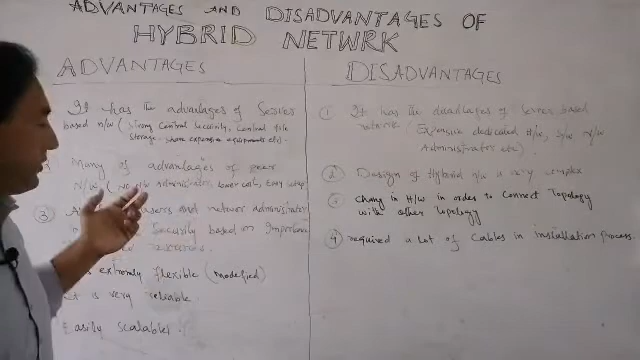 ADVANTAGES AND DISADVANTAGES OF
HYBRID NETWRK
ADVANTAGES
It has the advantages of Server
based n/w (strong Central Security, Central file
storage, share expensive equipments etc)
Many of advantages of peer
N/W (no n/w administrator, lower cost, Easy setup
users and network administrator
Security based on Importance
resources
extromly flexible (modified)
It is very reliable
Easily Scalable
DISADVANTAGES
① It has the disadvantages of server based
network (Expensive dedicated H/w, S/w N/w
Administrator etc)
② Design of Hybrid n/w is very complex
③ change in H/W in order to Connect Topology
with other Topology
④ required a Lot of Cables in installation process.